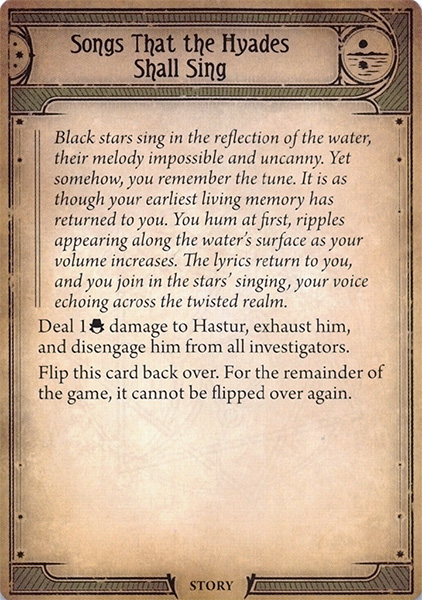 Songs That the Hyades
Shall Sing
Black stars sing in the reflection of the water,
their melody impossible and uncanny. Yet
somehow, you remember the tune. It is as
though your earliest living memory has
returned to you. You hum at first, ripples
appearing along the water's surface as your
volume increases. The lyrics return to you,
and you join in the stars' singing, your voice
echoing across the twisted realm.
Deal 1 damage to Hastur, exhaust him,
and disengage him from all investigators.
Flip this card back over. For the remainder of
the game, it cannot be flipped over again.
STORY